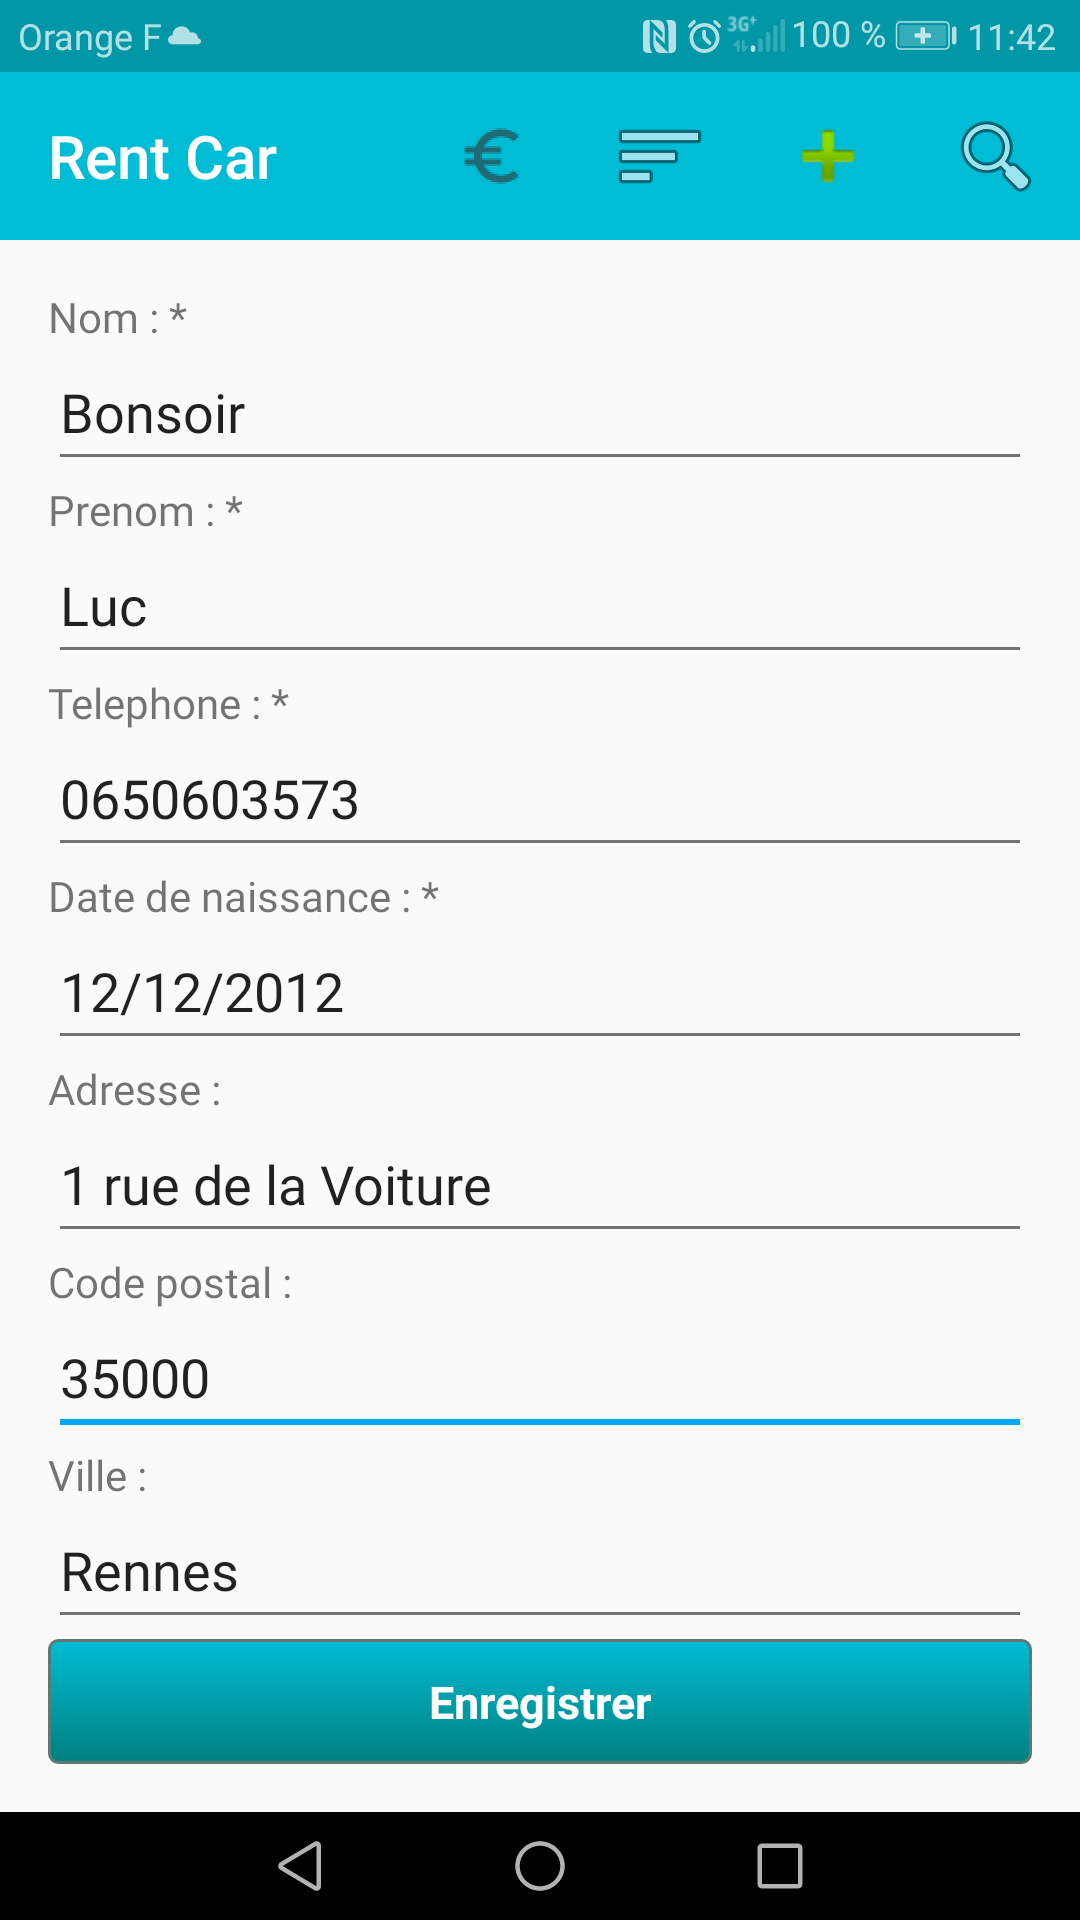 Orange F 3G+ 100 % 11:42
Rent Car
Nom : *
Bonsoir
Prenom : *
Luc
Telephone : *
0650603573
Date de naissance : *
12/12/2012
Adresse :
1 rue de la Voiture
Code postal :
35000
Ville :
Rennes
Enregistrer